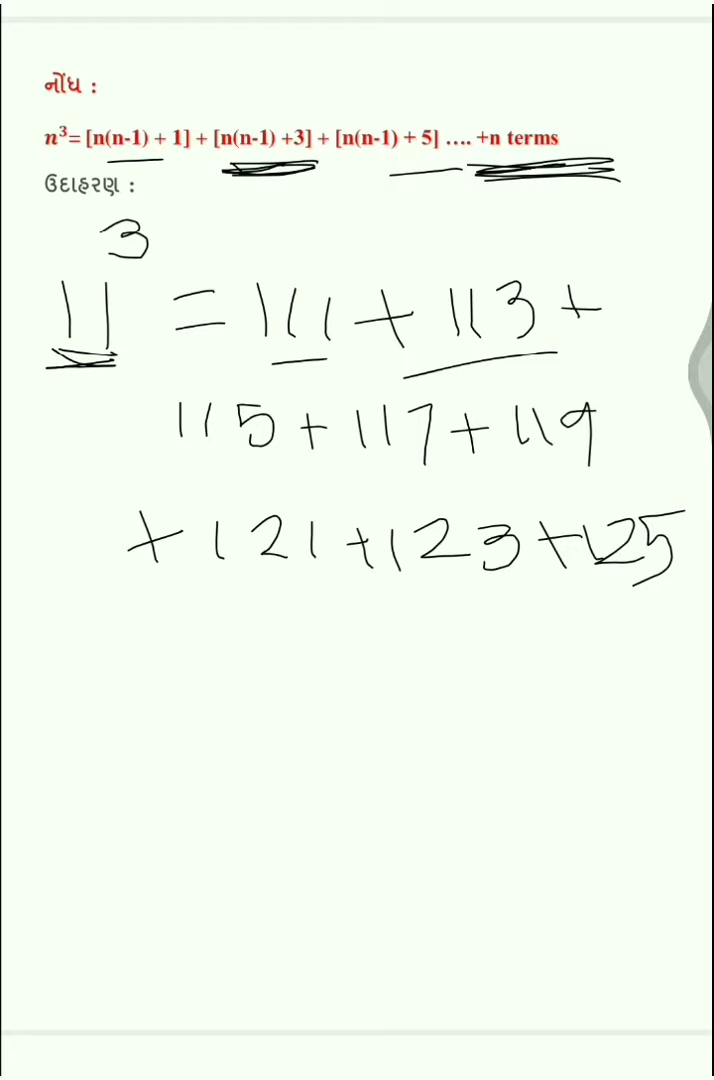 નોંધ :
n³= [n(n-1) + 1] + [n(n-1) +3] + [n(n-1) + 5] .... +n terms
ઉદાહરણ :
11³ = 111 + 113 +
115 + 117 + 119
+ 121 + 123 + 125